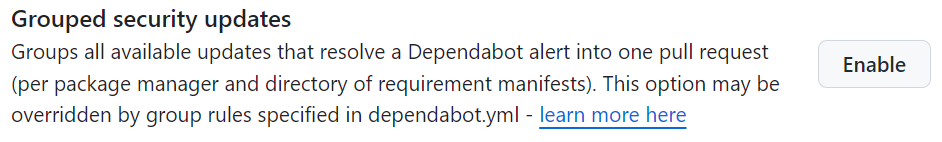 Grouped security updates
Groups all available updates that resolve a Dependabot alert into one pull request
(per package manager and directory of requirement manifests). This option may be
overridden by group rules specified in dependabot.yml - learn more here
Enable